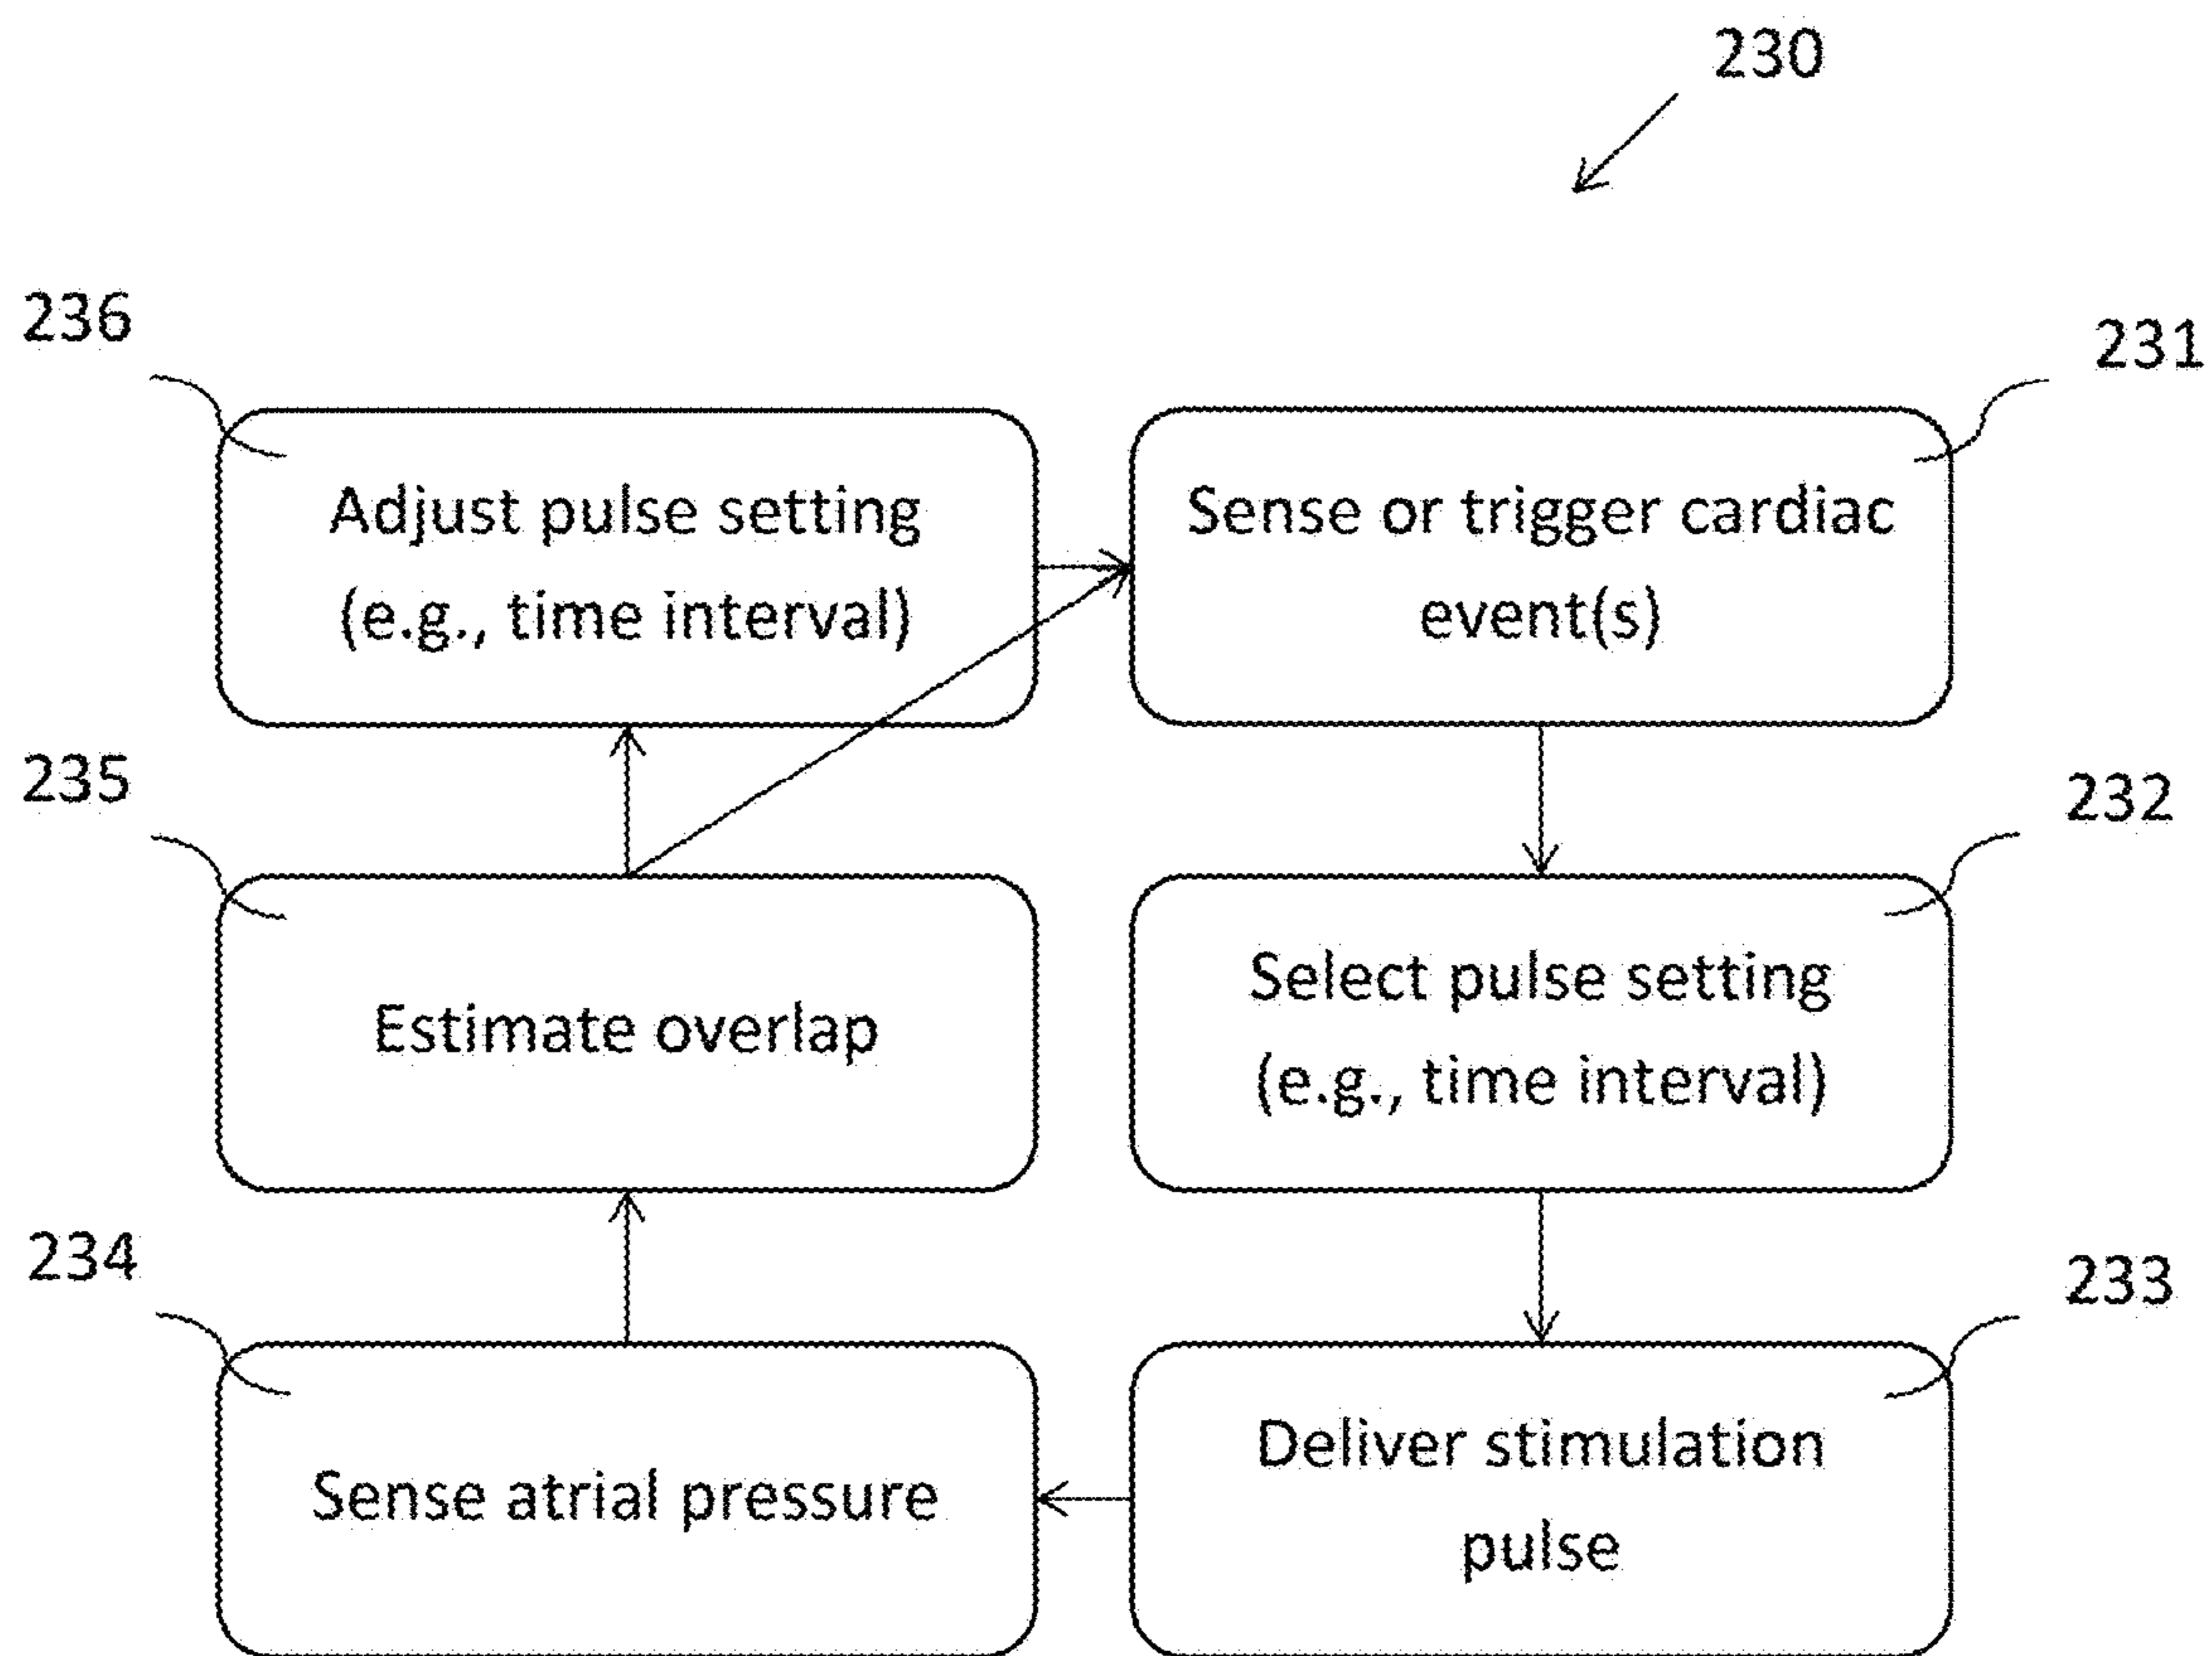 230
236
231
Adjust pulse setting
(e.g., time interval)
Sense or trigger cardiac
event(s)
235
232
Estimate overlap
Select pulse setting
(e.g., time interval)
234
233
Sense atrial pressure
Deliver stimulation
pulse